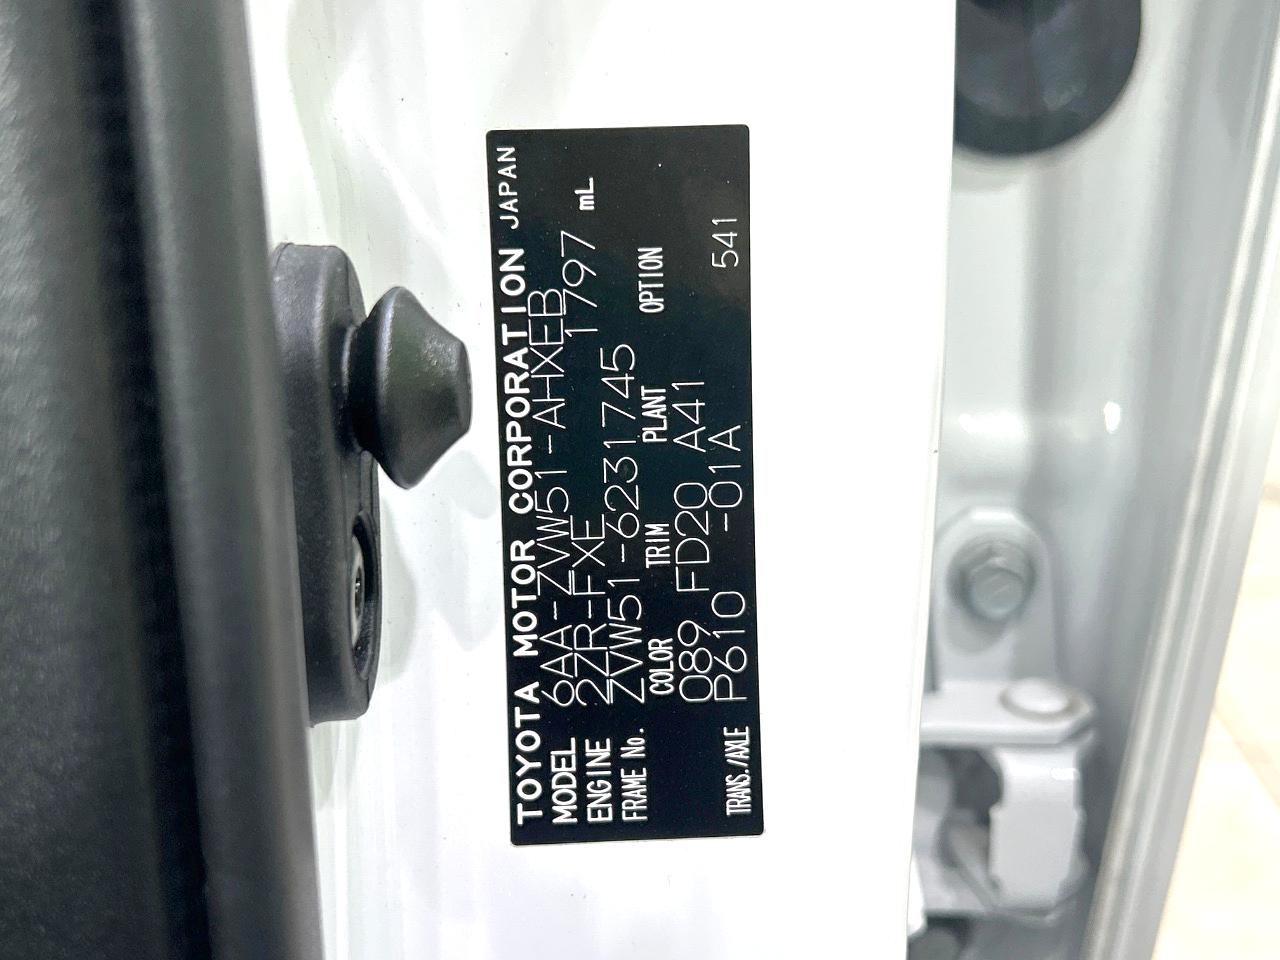 TOYOTA MOTOR CORPORATION JAPAN
MODEL 6AA-ZVW51-AHXEB
ENGINE 2ZR-FXE 1797 mL
FRAME No. ZVW51-6231745
COLOR TRIM PLANT OPTION
089 FD20 A41
TRANS./AXLE P610 -01A 541